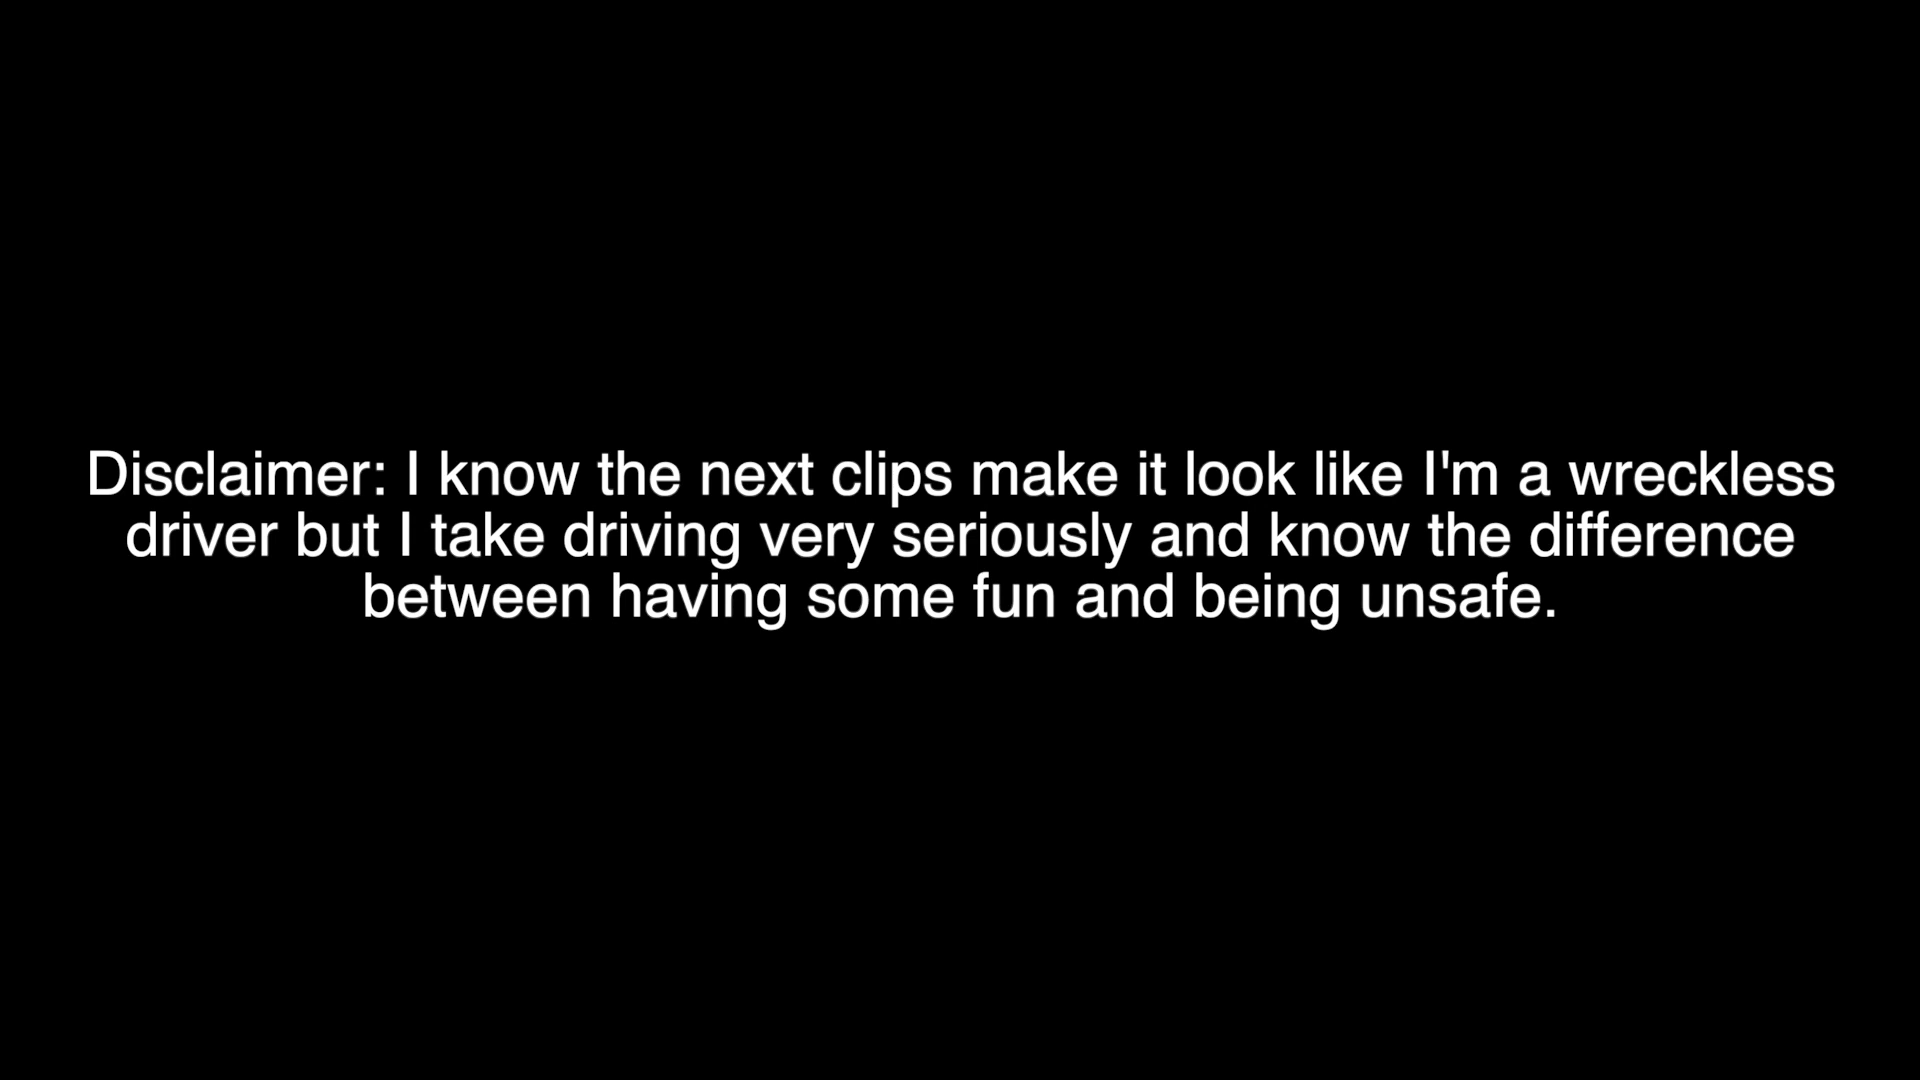 Disclaimer: I know the next clips make it look like I'm a wreckless
driver but I take driving very seriously and know the difference
between having some fun and being unsafe.